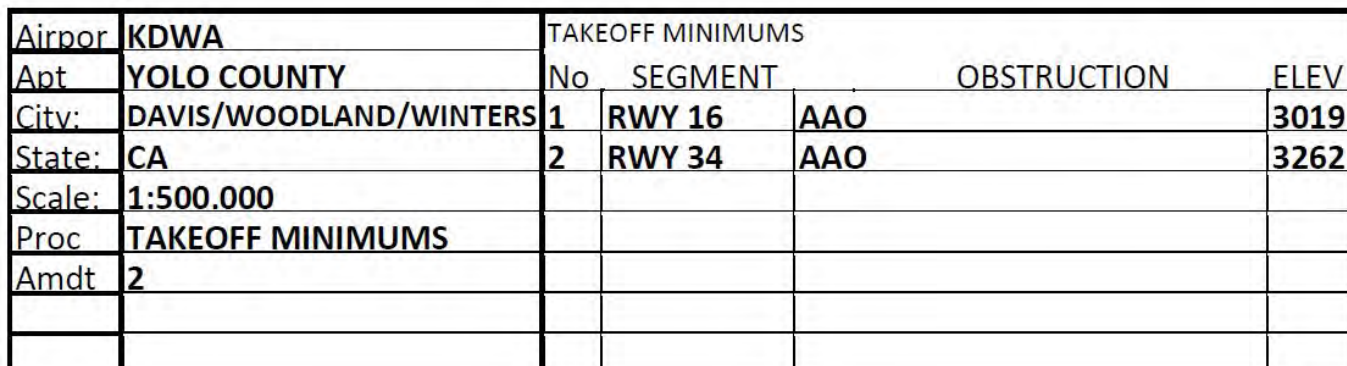 Airpor KDWA TAKEOFF MINIMUMS
Apt YOLO COUNTY No SEGMENT OBSTRUCTION ELEV
City: DAVIS/WOODLAND/WINTERS 1 RWY 16 AAO 3019
State: CA 2 RWY 34 AAO 3262
Scale: 1:500.000
Proc TAKEOFF MINIMUMS
Amdt 2